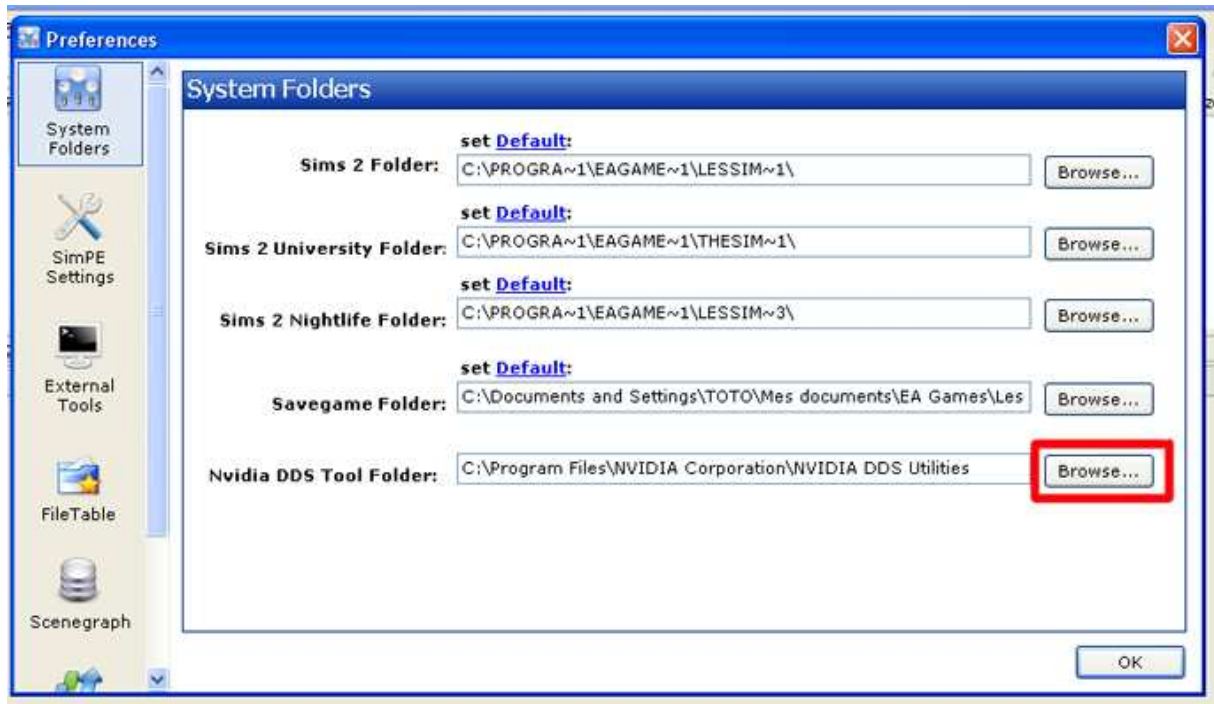 Preferences
System
Folders
SimPE
Settings
External
Tools
FileTable
Scenegraph
System Folders
set Default:
Sims 2 Folder: C:\PROGRA~1\EAGAME~1\LESSIM~1\ Browse...
set Default:
Sims 2 University Folder: C:\PROGRA~1\EAGAME~1\THESIM~1\ Browse...
set Default:
Sims 2 Nightlife Folder: C:\PROGRA~1\EAGAME~1\LESSIM~3\ Browse...
set Default:
Savegame Folder: C:\Documents and Settings\TOTO\Mes documents\EA Games\Les Browse...
Nvidia DDS Tool Folder: C:\Program Files\NVIDIA Corporation\NVIDIA DDS Utilities Browse...
OK